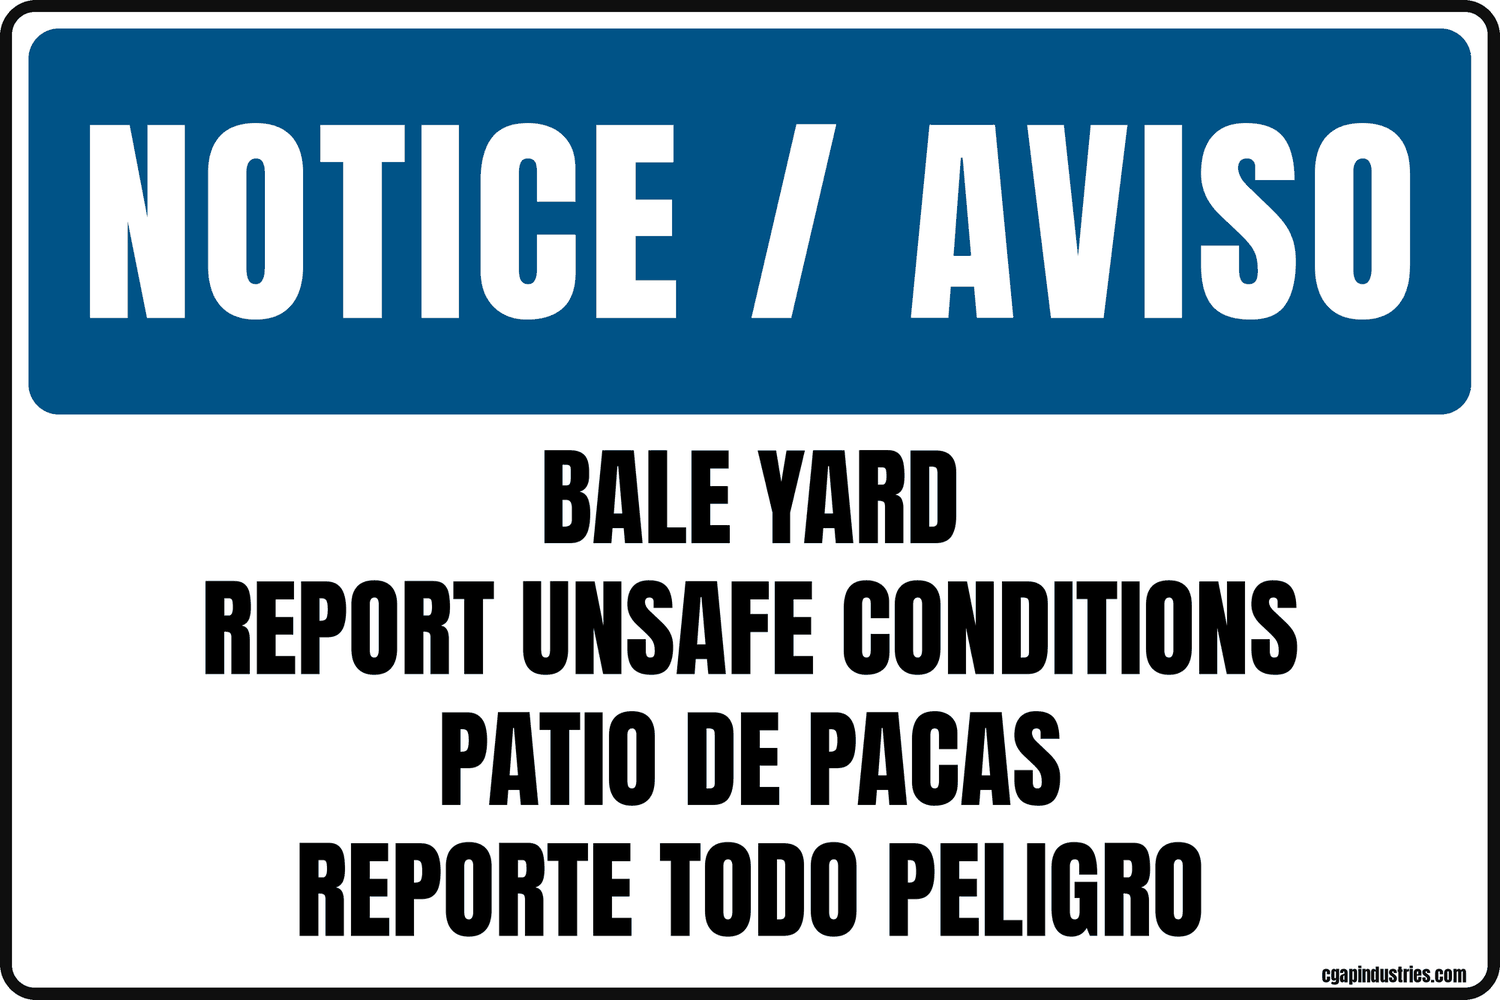 NOTICE / AVISO
BALE YARD
REPORT UNSAFE CONDITIONS
PATIO DE PACAS
REPORTE TODO PELIGRO
cgapindustries.com